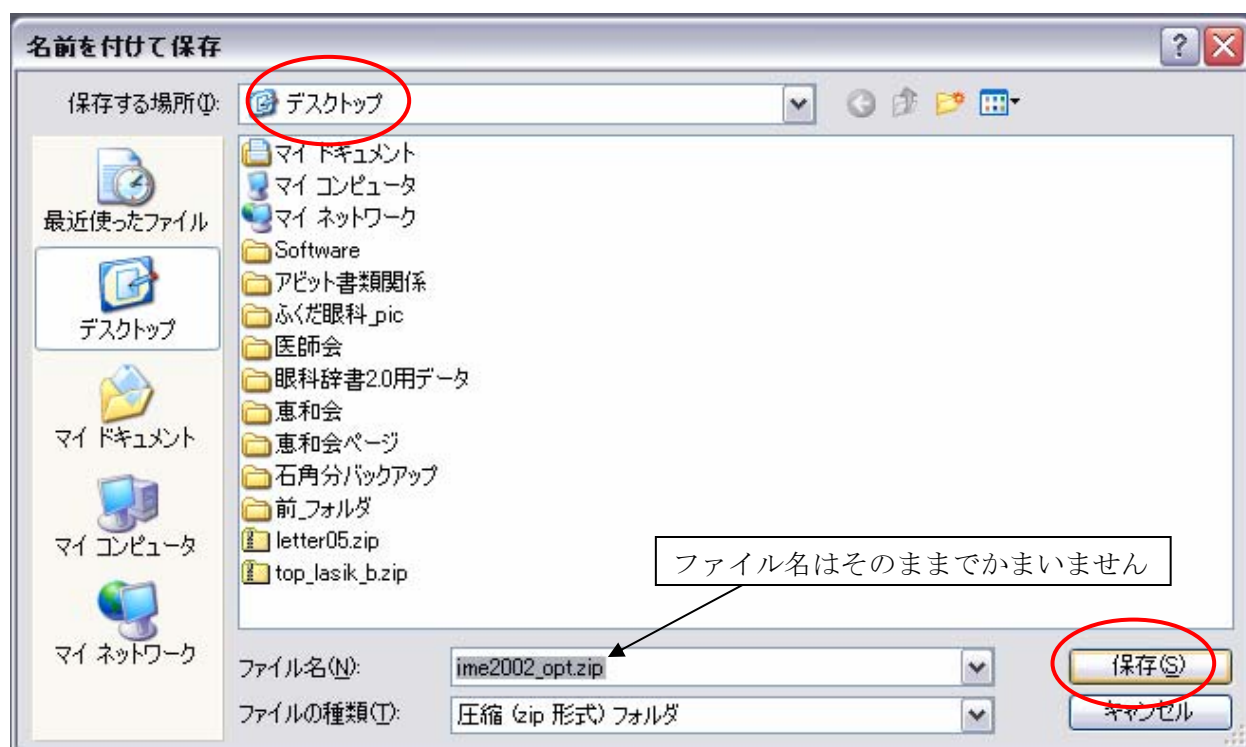 名前を付けて保存
保存する場所(I):
デスクトップ
最近使ったファイル
デスクトップ
マイ ドキュメント
マイ コンピュータ
マイ ネットワーク
マイ ドキュメント
マイ コンピュータ
マイ ネットワーク
Software
アビット書類関係
ふくだ眼科_pic
医師会
眼科辞書2.0用データ
恵和会
恵和会ページ
石角分バックアップ
前_フォルダ
letter05.zip
top_lasik_b.zip
ファイル名はそのままでかまいません
ファイル名(N):
ime2002_opt.zip
保存(S)
ファイルの種類(T):
圧縮 (zip 形式) フォルダ
キャンセル